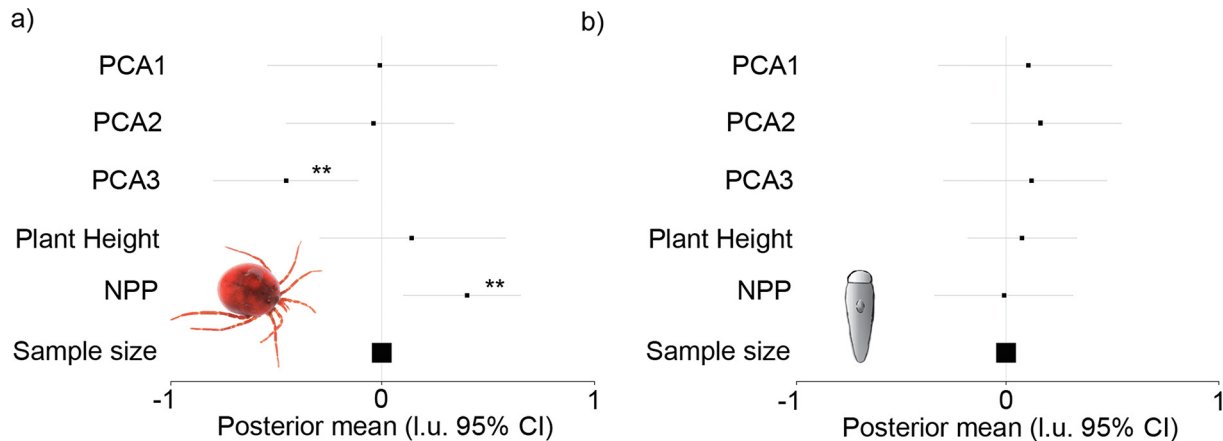 a)
PCA1
PCA2
PCA3
**
Plant Height
NPP
**
Sample size
-1
0
1
Posterior mean (l.u. 95% CI)
b)
PCA1
PCA2
PCA3
Plant Height
NPP
Sample size
-1
0
1
Posterior mean (l.u. 95% CI)